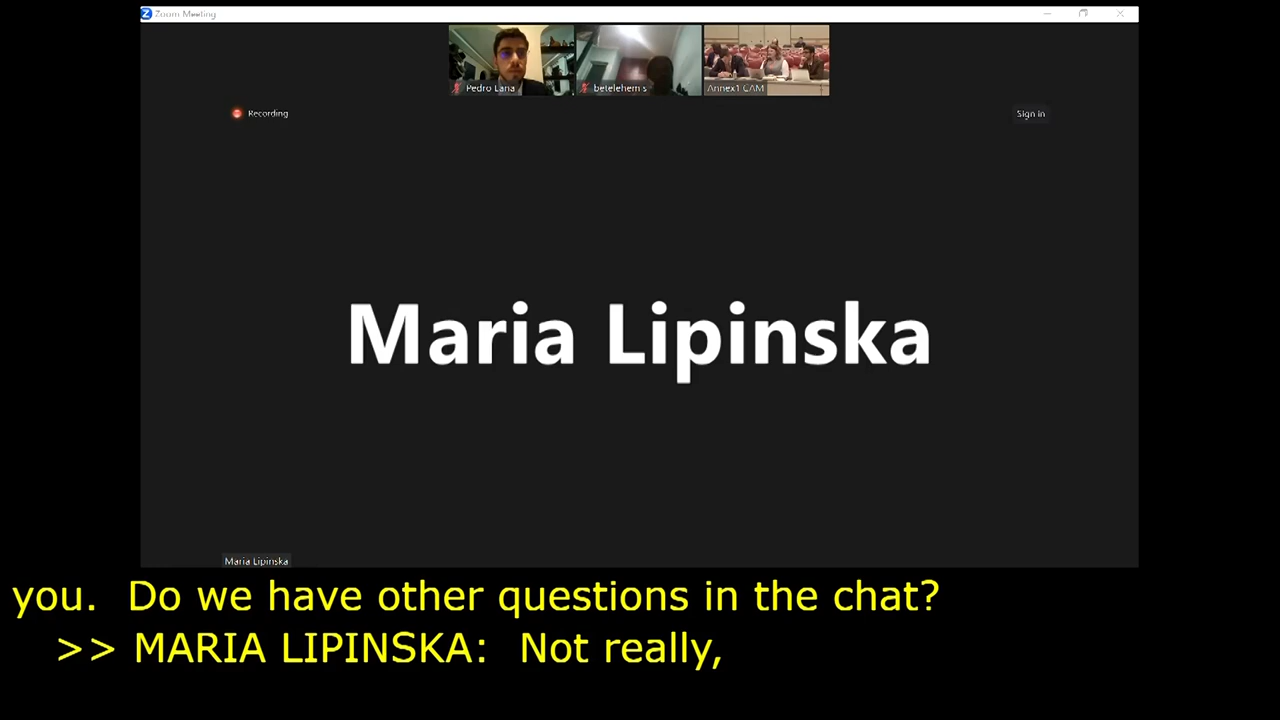 Zoom Meeting
Pedro Lana
betelehem s
Annex1 CAM
Recording
Sign in
Maria Lipinska
Maria Lipinska
you.  Do we have other questions in the chat?
>> MARIA LIPINSKA:  Not really,